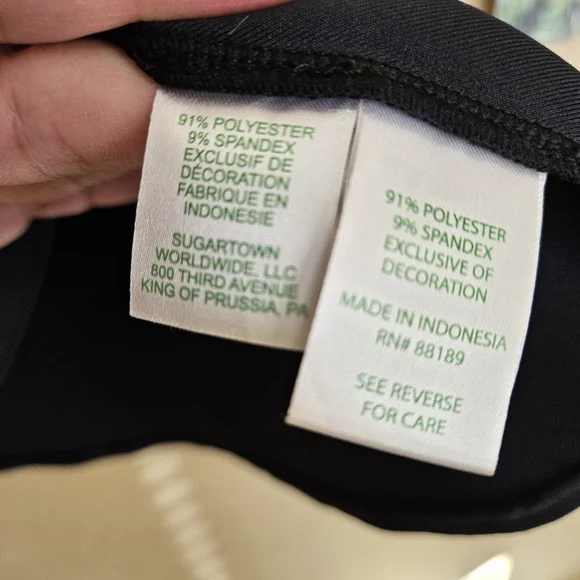 91% POLYESTER
9% SPANDEX
EXCLUSIF DE
DÉCORATION
FABRIQUE EN
INDONESIE
SUGARTOWN
WORLDWIDE, LLC
800 THIRD AVENUE
KING OF PRUSSIA, PA
91% POLYESTER
9% SPANDEX
EXCLUSIVE OF
DECORATION
MADE IN INDONESIA
RN# 88189
SEE REVERSE
FOR CARE